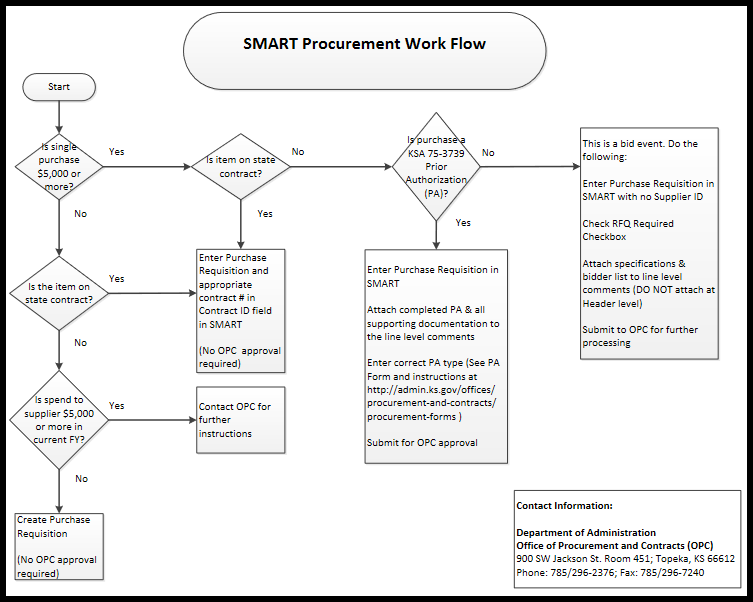 SMART Procurement Work Flow
Start
Is single
purchase
$5,000 or
more?
Yes
No
Is item on state
contract?
No
Yes
Is purchase a
KSA 75-3739
Prior
Authorization
(PA)?
No
Yes
This is a bid event. Do the
following:
Enter Purchase Requisition in
SMART with no Supplier ID
Check RFQ Required
Checkbox
Attach specifications &
bidder list to line level
comments (DO NOT attach at
Header level)
Submit to OPC for further
processing
Is the item on
state contract?
Yes
No
Enter Purchase
Requisition and
appropriate
contract # in
Contract ID field
in SMART
(No OPC approval
required)
Enter Purchase Requisition in
SMART
Attach completed PA & all
supporting documentation to
the line level comments
Enter correct PA type (See PA
Form and instructions at
http://admin.ks.gov/offices/
procurement-and-contracts/
procurement-forms )
Submit for OPC approval
Is spend to
supplier $5,000
or more in
current FY?
Yes
No
Contact OPC for
further
instructions
Create Purchase
Requisition
(No OPC approval
required)
Contact Information:
Department of Administration
Office of Procurement and Contracts (OPC)
900 SW Jackson St. Room 451; Topeka, KS 66612
Phone: 785/296-2376; Fax: 785/296-7240